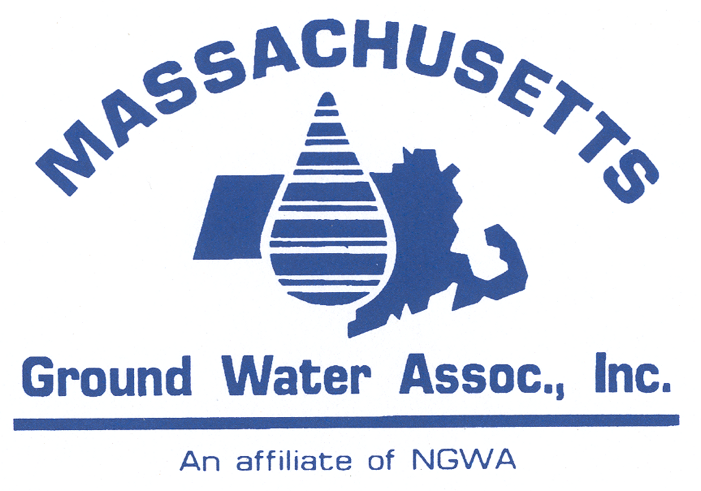 MASSACHUSETTS
Ground Water Assoc., Inc.
An affiliate of NGWA